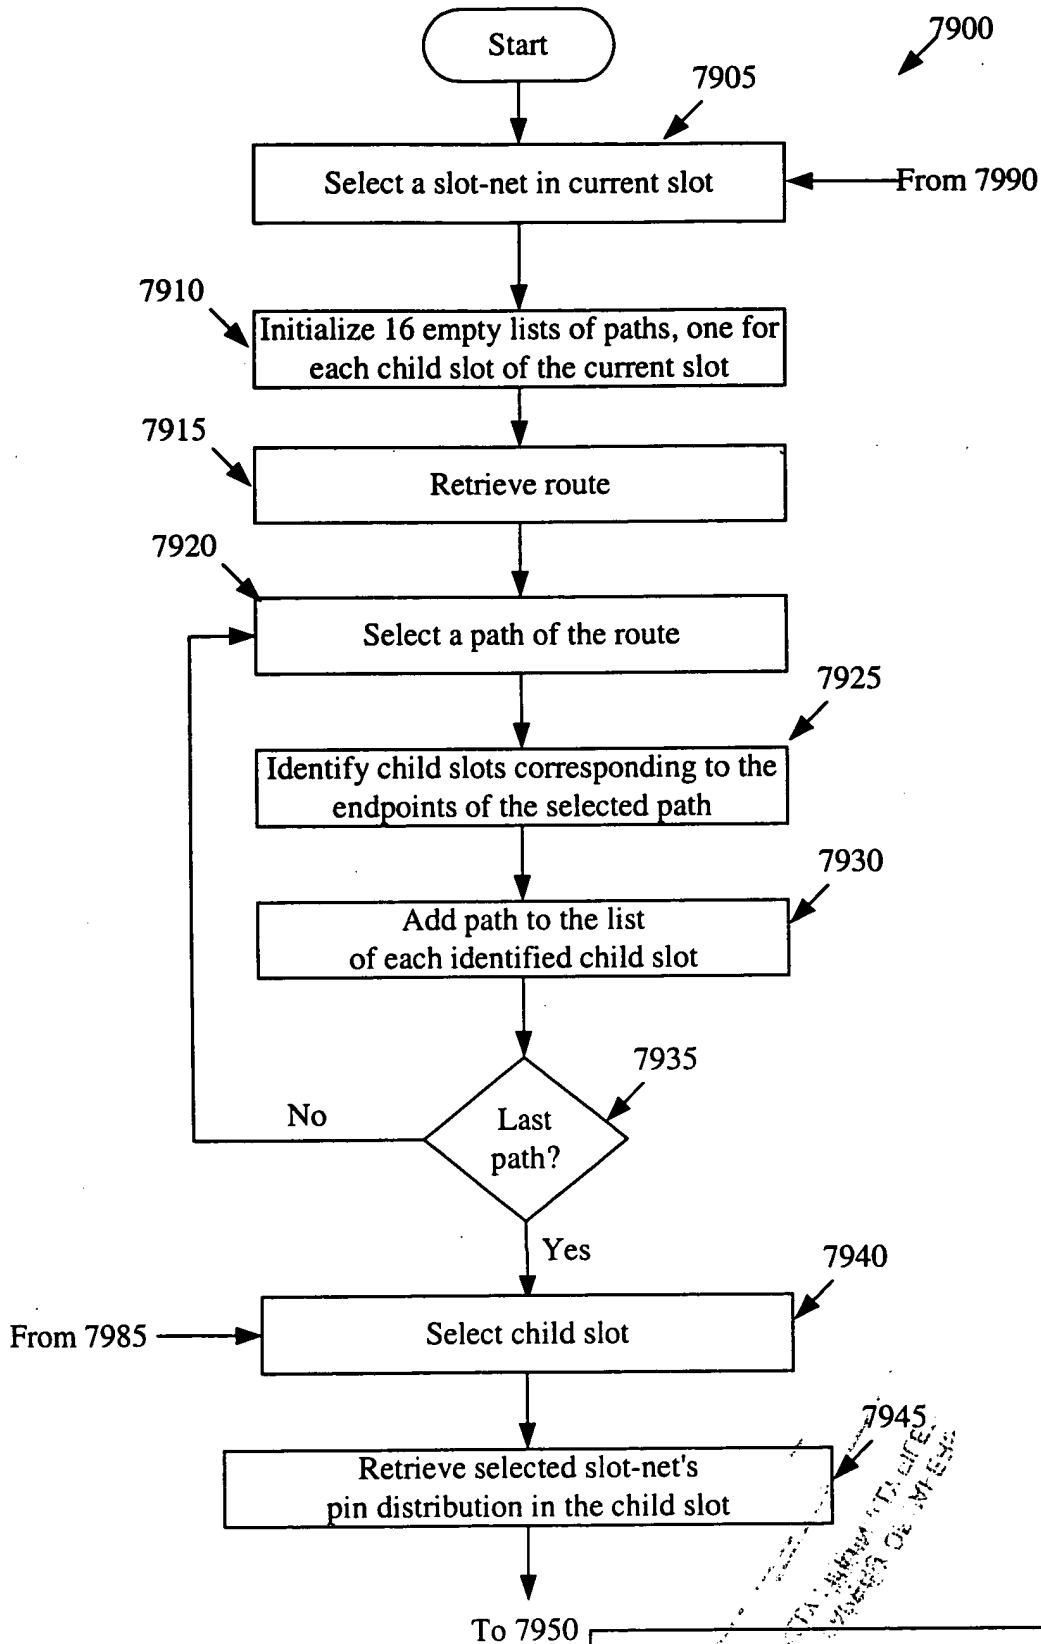 Start
7900
7905
Select a slot-net in current slot
From 7990
7910
Initialize 16 empty lists of paths, one for
each child slot of the current slot
7915
Retrieve route
7920
Select a path of the route
7925
Identify child slots corresponding to the
endpoints of the selected path
7930
Add path to the list
of each identified child slot
7935
Last
path?
No
Yes
7940
From 7985
Select child slot
7945
Retrieve selected slot-net's
pin distribution in the child slot
To 7950